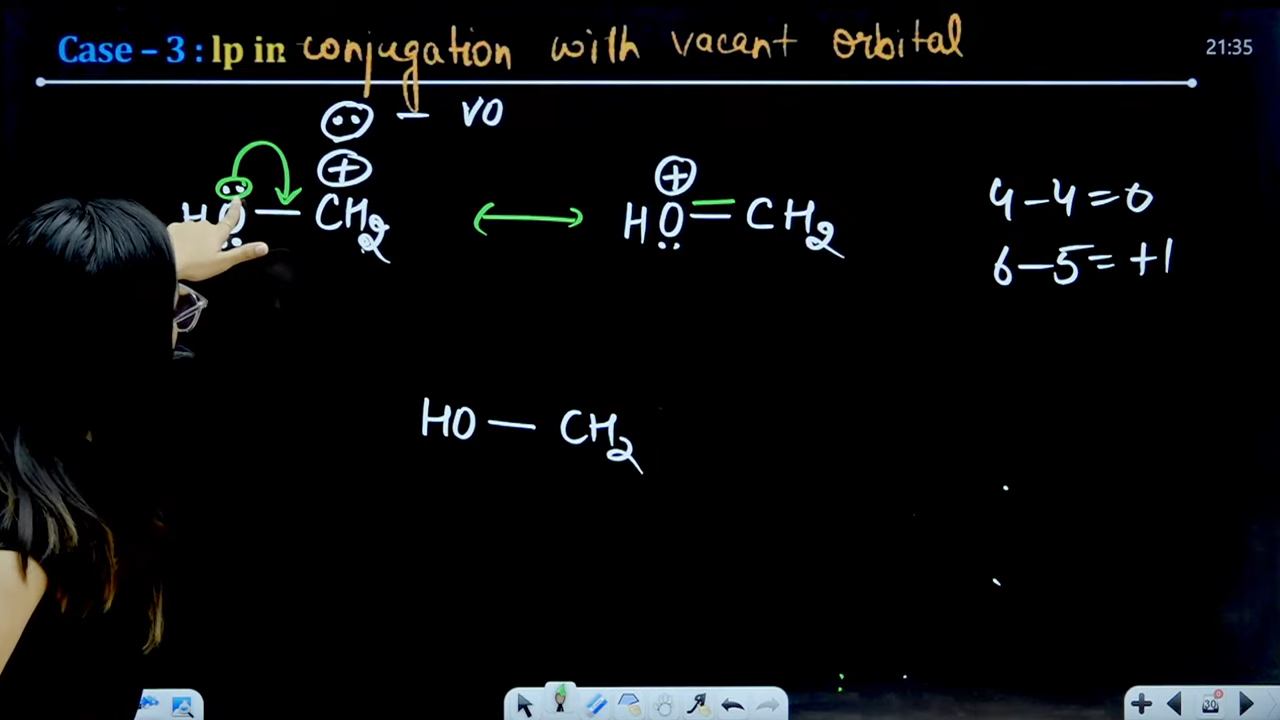 Case – 3 : lp in conjugation with vacant orbital
21:35
·· — VO
+
HO — CH2 ⟷ HO = CH2
+
4 – 4 = 0
6 – 5 = +1
HO — CH2
30